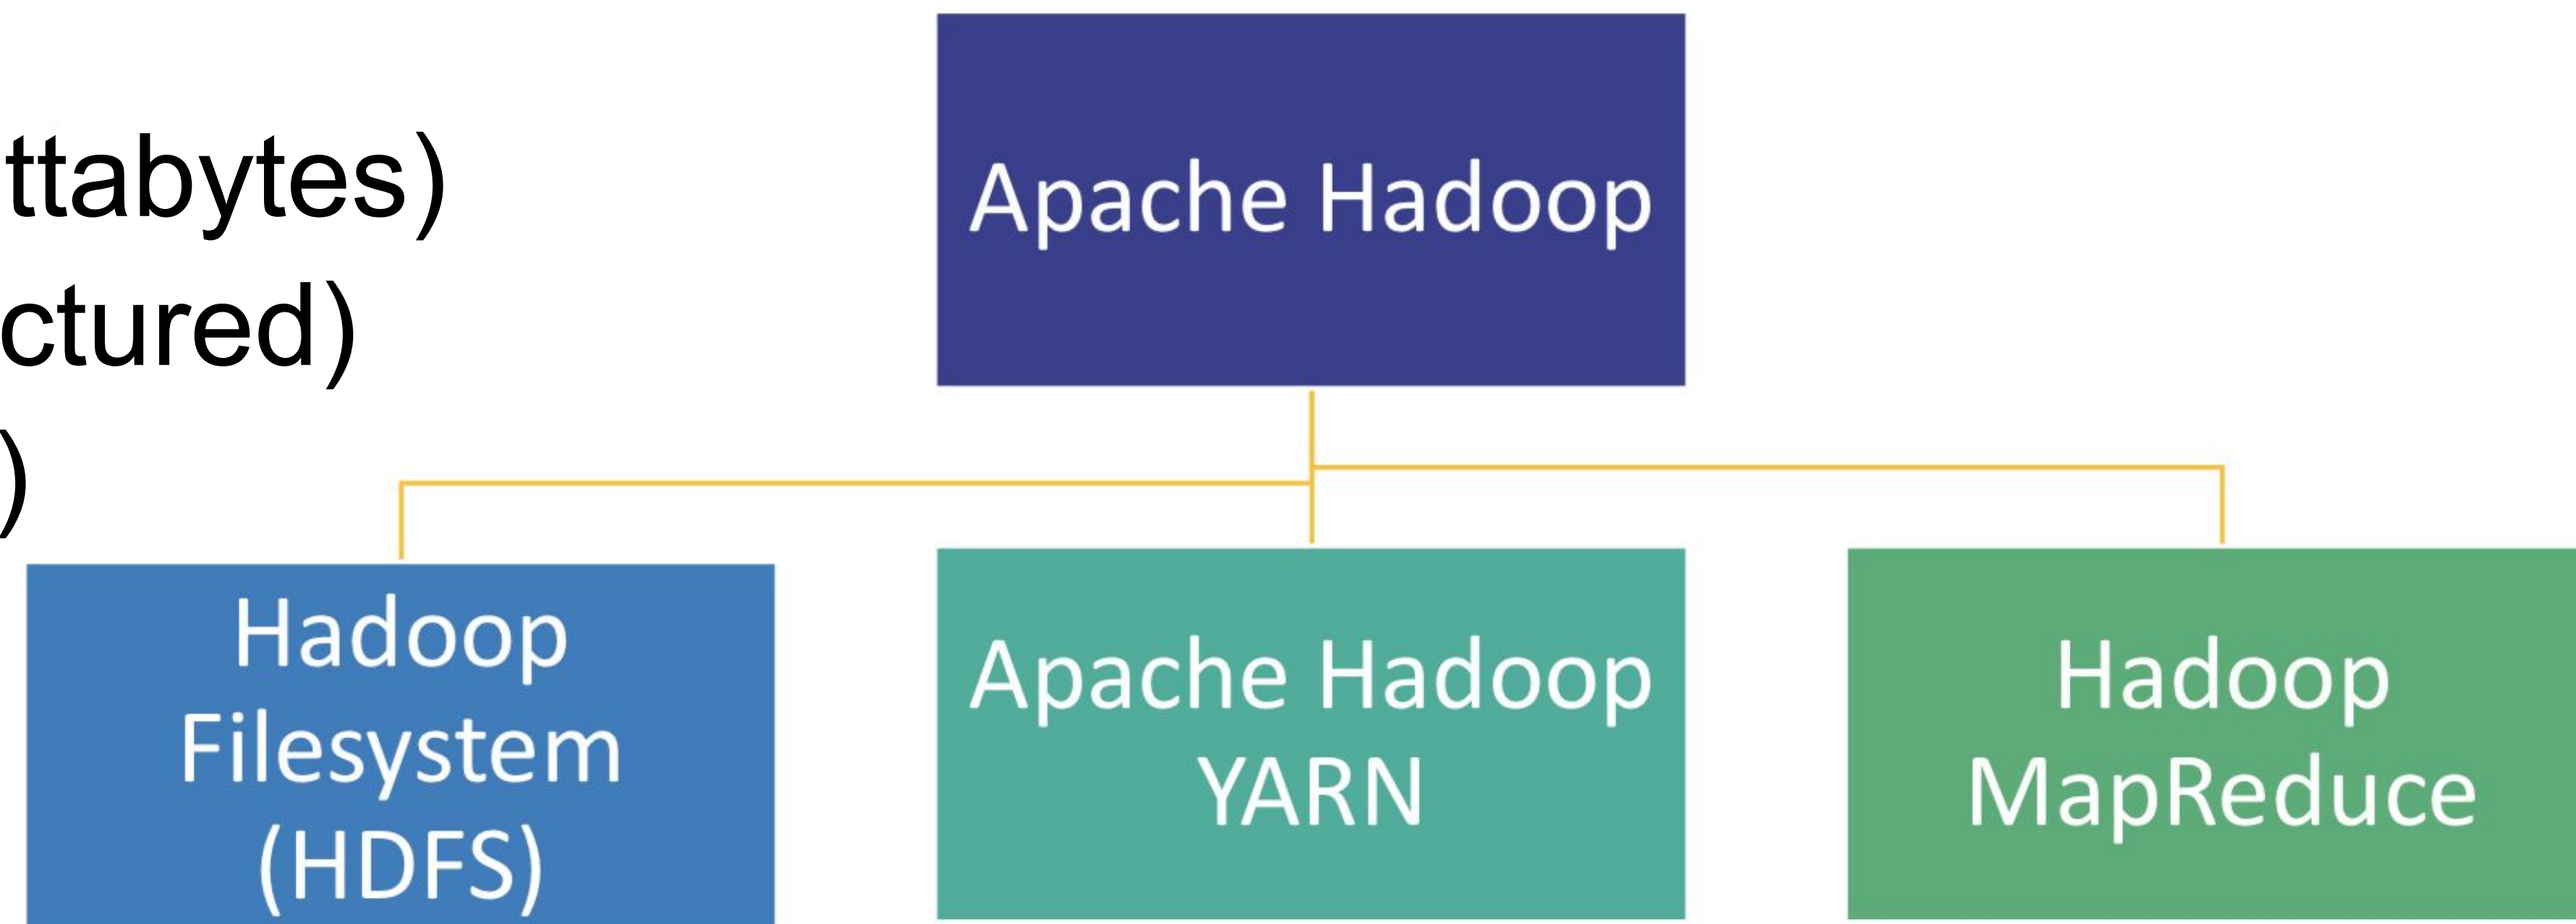 ttabytes)
ctured)
)
Apache Hadoop
Hadoop
Filesystem
(HDFS)
Apache Hadoop
YARN
Hadoop
MapReduce